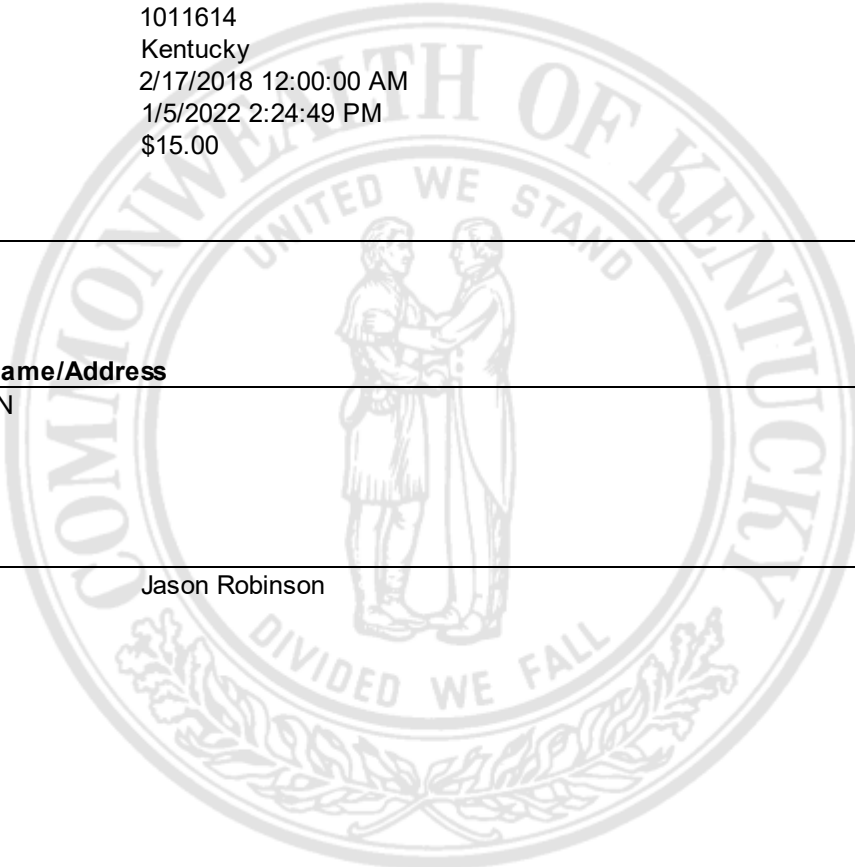 1011614
Kentucky
2/17/2018 12:00:00 AM
1/5/2022 2:24:49 PM
$15.00
COMMONWEALTH OF KENTUCKY
UNITED WE STAND
ame/Address
N
Jason Robinson
DIVIDED WE FALL